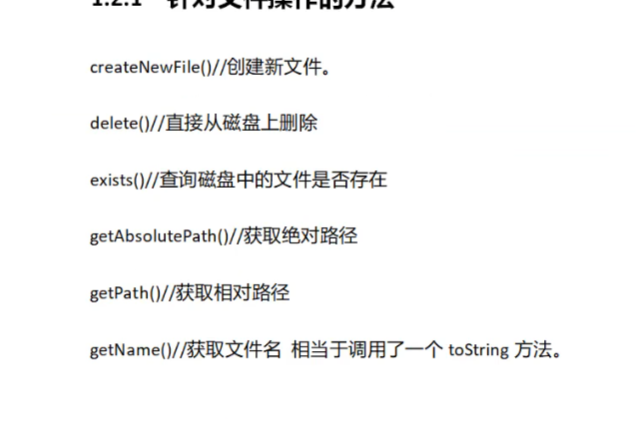 1.2.1 针对文件操作的方法
createNewFile()//创建新文件。
delete()//直接从磁盘上删除
exists()//查询磁盘中的文件是否存在
getAbsolutePath()//获取绝对路径
getPath()//获取相对路径
getName()//获取文件名 相当于调用了一个 toString 方法。